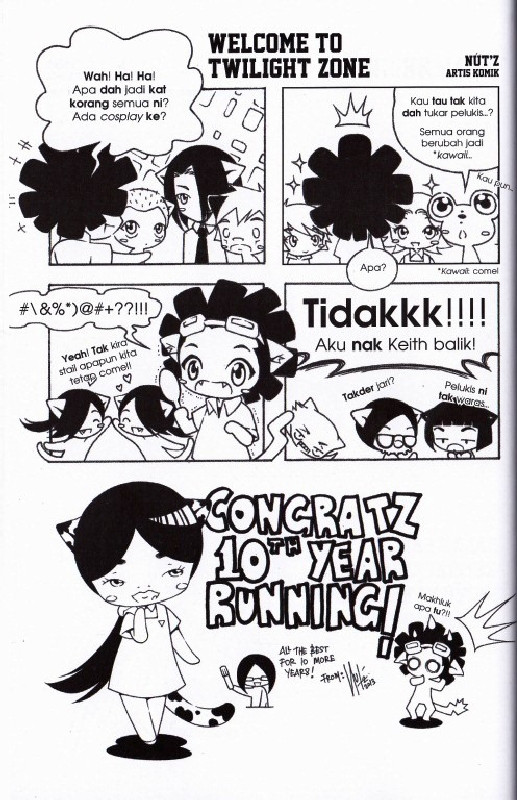 WELCOME TO
TWILIGHT ZONE
NUT'Z
ARTIS KOMIK
Wah! Ha! Ha!
Apa dah jadi kat
korang semua ni?
Ada cosplay ke?
Kau tau tak kita
dah tukar pelukis..?
Semua orang
berubah jadi
*kawaii...
Kau pun...
Apa?
*Kawaii: comel
#\&%*)@#+??!!!
Yeah! Tak kira
stail apapun kita
tetap comel!
Tidakkk!!!!
Aku nak Keith balik!
Takder jari?
Pelukis ni
tak waras...
CONGRATZ
10TH YEAR
RUNNING!
Makhluk
apa tu?!!
ALL THE BEST
FOR 10 MORE
YEARS!
FROM:
2013